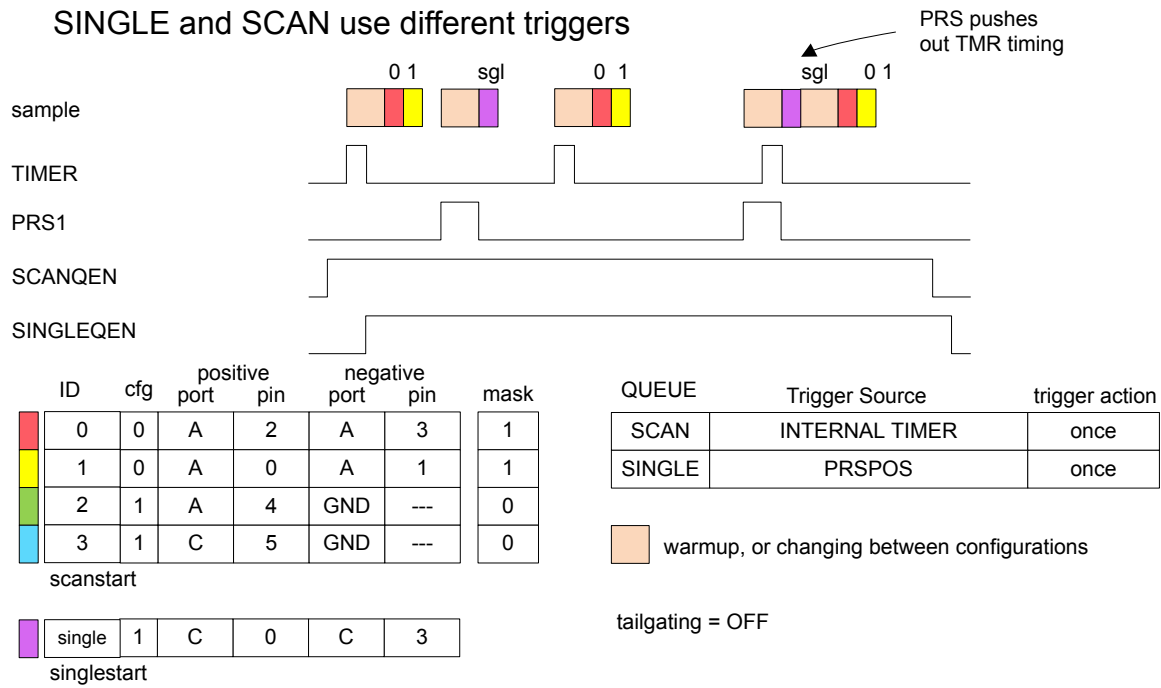 SINGLE and SCAN use different triggers
PRS pushes
out TMR timing
0 1 sgl 0 1 sgl 0 1
sample
TIMER
PRS1
SCANQEN
SINGLEQEN
positive negative
ID cfg port pin port pin mask
0 0 A 2 A 3 1
1 0 A 0 A 1 1
2 1 A 4 GND --- 0
3 1 C 5 GND --- 0
scanstart
single 1 C 0 C 3
singlestart
QUEUE Trigger Source trigger action
SCAN INTERNAL TIMER once
SINGLE PRSPOS once
warmup, or changing between configurations
tailgating = OFF